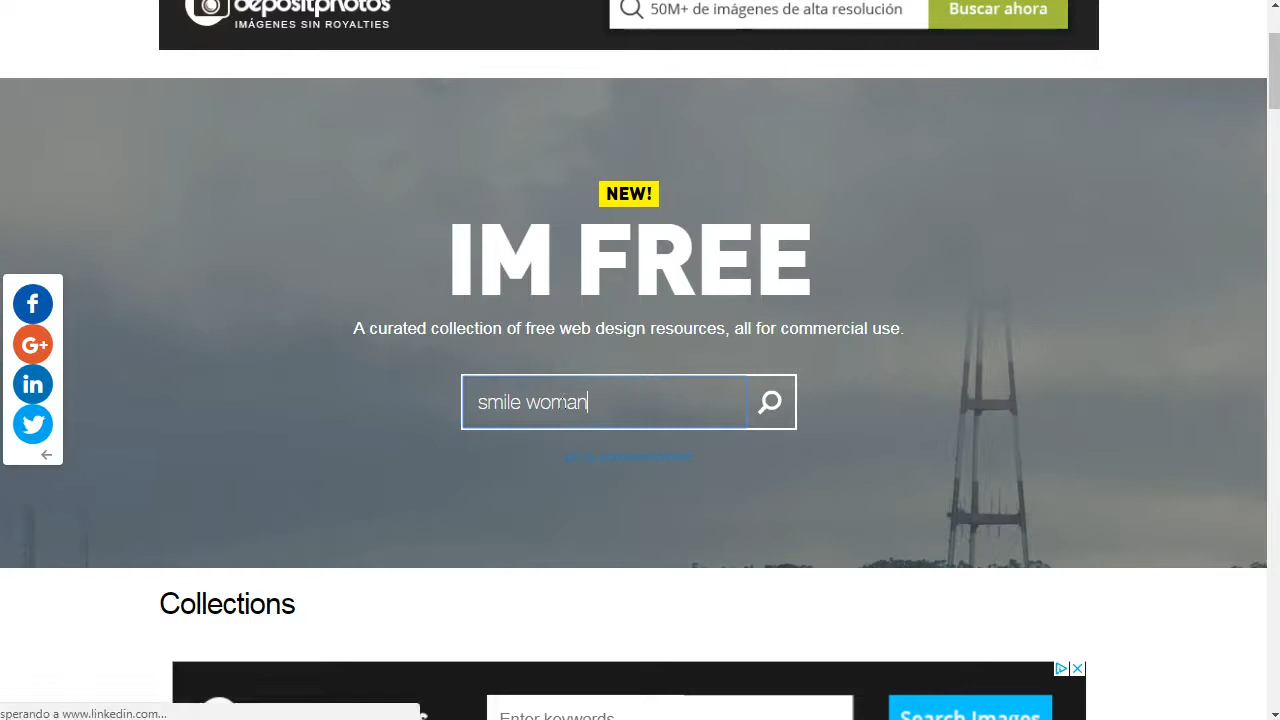 depositphotos
IMÁGENES SIN ROYALTIES
50M+ de imágenes de alta resolución
Buscar ahora
NEW!
IM FREE
A curated collection of free web design resources, all for commercial use.
smile woman
Collections
Enter keywords
Search Images
sperando a www.linkedin.com...